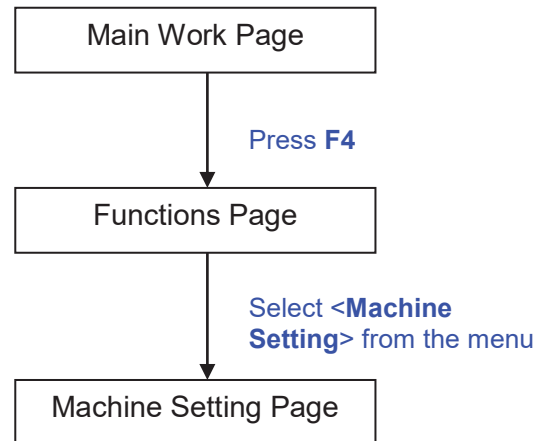 Main Work Page
Press F4
Functions Page
Select <Machine
Setting> from the menu
Machine Setting Page